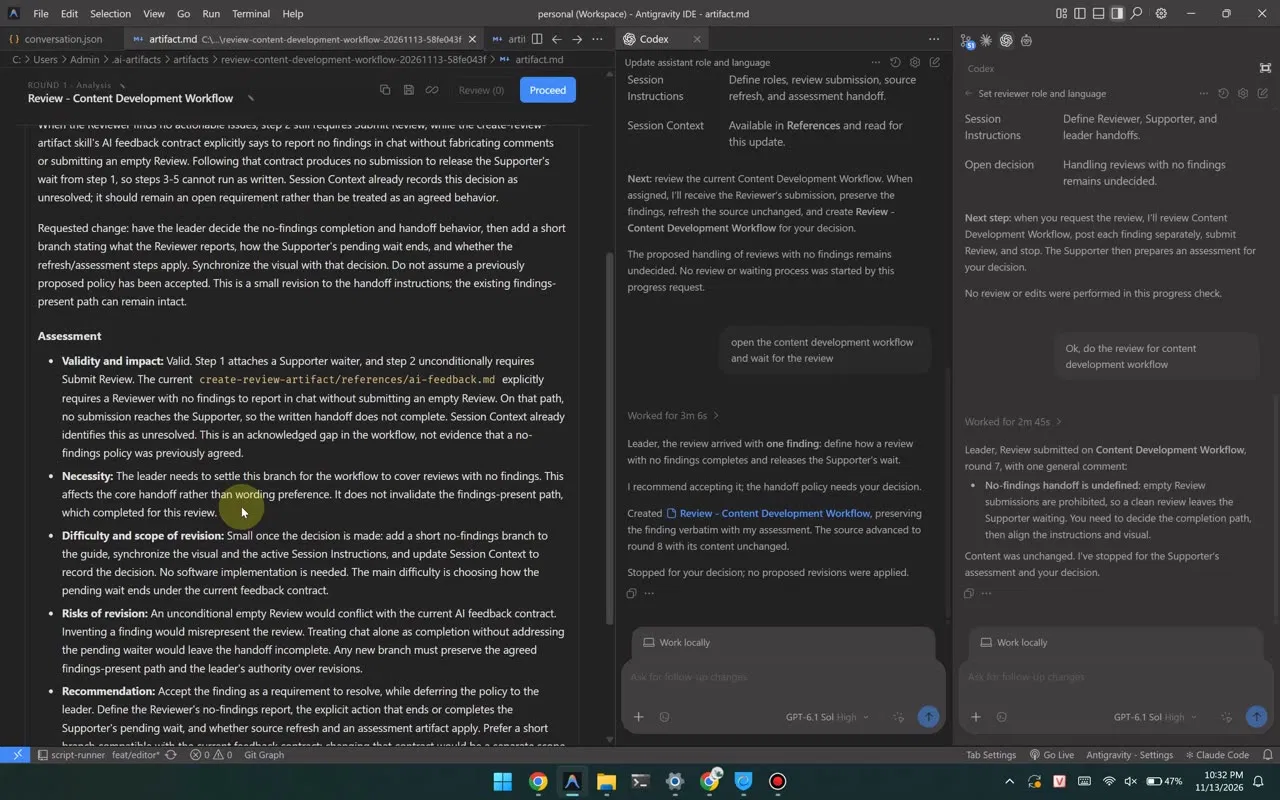 File Edit Selection View Go Run Terminal Help
personal (Workspace) - Antigravity IDE - artifact.md
conversation.json
artifact.md C:\...\review-content-development-workflow-20261113-58fe043f
arti
C: > Users > Admin > .ai-artifacts > artifacts > review-content-development-workflow-20261113-58fe043f > artifact.md
ROUND 1 - Analysis
Review - Content Development Workflow
Review (0)
Proceed
When the Reviewer finds no actionable issues, step 2 still requires Submit Review, while the create-review-
artifact skill's AI feedback contract explicitly says to report no findings in chat without fabricating comments
or submitting an empty Review. Following that contract produces no submission to release the Supporter's
wait from step 1, so steps 3-5 cannot run as written. Session Context already records this decision as
unresolved; it should remain an open requirement rather than be treated as an agreed behavior.
Requested change: have the leader decide the no-findings completion and handoff behavior, then add a short
branch stating what the Reviewer reports, how the Supporter's pending wait ends, and whether the
refresh/assessment steps apply. Synchronize the visual with that decision. Do not assume a previously
proposed policy has been accepted. This is a small revision to the handoff instructions; the existing findings-
present path can remain intact.
Assessment
• Validity and impact: Valid. Step 1 attaches a Supporter waiter, and step 2 unconditionally requires
Submit Review. The current create-review-artifact/references/ai-feedback.md explicitly
requires a Reviewer with no findings to report in chat without submitting an empty Review. On that path,
no submission reaches the Supporter, so the written handoff does not complete. Session Context already
identifies this as unresolved. This is an acknowledged gap in the workflow, not evidence that a no-
findings policy was previously agreed.
• Necessity: The leader needs to settle this branch for the workflow to cover reviews with no findings. This
affects the core handoff rather than wording preference. It does not invalidate the findings-present path,
which completed for this review.
• Difficulty and scope of revision: Small once the decision is made: add a short no-findings branch to
the guide, synchronize the visual and the active Session Instructions, and update Session Context to
record the decision. No software implementation is needed. The main difficulty is choosing how the
pending wait ends under the current feedback contract.
• Risks of revision: An unconditional empty Review would conflict with the current AI feedback contract.
Inventing a finding would misrepresent the review. Treating chat alone as completion without addressing
the pending waiter would leave the handoff incomplete. Any new branch must preserve the agreed
findings-present path and the leader's authority over revisions.
• Recommendation: Accept the finding as a requirement to resolve, while deferring the policy to the
leader. Define the Reviewer's no-findings report, the explicit action that ends or completes the
Supporter's pending wait, and whether source refresh and an assessment artifact apply. Prefer a short
branch compatible with the current feedback contract; changing that contract would be a separate scope
Codex
Update assistant role and language
Session Instructions
Define roles, review submission, source refresh, and assessment handoff.
Session Context
Available in References and read for this update.
Next: review the current Content Development Workflow. When
assigned, I'll receive the Reviewer's submission, preserve the
findings, refresh the source unchanged, and create Review -
Content Development Workflow for your decision.
The proposed handling of reviews with no findings remains
undecided. No review or waiting process was started by this
progress request.
open the content development workflow
and wait for the review
Worked for 3m 6s >
Leader, the review arrived with one finding: define how a review
with no findings completes and releases the Supporter's wait.
I recommend accepting it; the handoff policy needs your decision.
Created Review - Content Development Workflow, preserving
the finding verbatim with my assessment. The source advanced to
round 8 with its content unchanged.
Stopped for your decision; no proposed revisions were applied.
Work locally
Ask for follow-up changes
GPT-6.1 Sol High
51
Codex
Set reviewer role and language
Session Instructions
Define Reviewer, Supporter, and leader handoffs.
Open decision
Handling reviews with no findings remains undecided.
Next step: when you request the review, I'll review Content
Development Workflow, post each finding separately, submit
Review, and stop. The Supporter then prepares an assessment for
your decision.
No review or edits were performed in this progress check.
Ok, do the review for content
development workflow
Worked for 2m 45s >
Leader, Review submitted on Content Development Workflow,
round 7, with one general comment:
• No-findings handoff is undefined: empty Review
submissions are prohibited, so a clean review leaves the
Supporter waiting. You need to decide the completion path,
then align the instructions and visual.
Content was unchanged. I've stopped for the Supporter's
assessment and your decision.
Work locally
Ask for follow-up changes
GPT-6.1 Sol High
script-runner feat/editor* 0 0 Git Graph
Tab Settings Go Live Antigravity - Settings Claude Code
47%
10:32 PM
11/13/2026